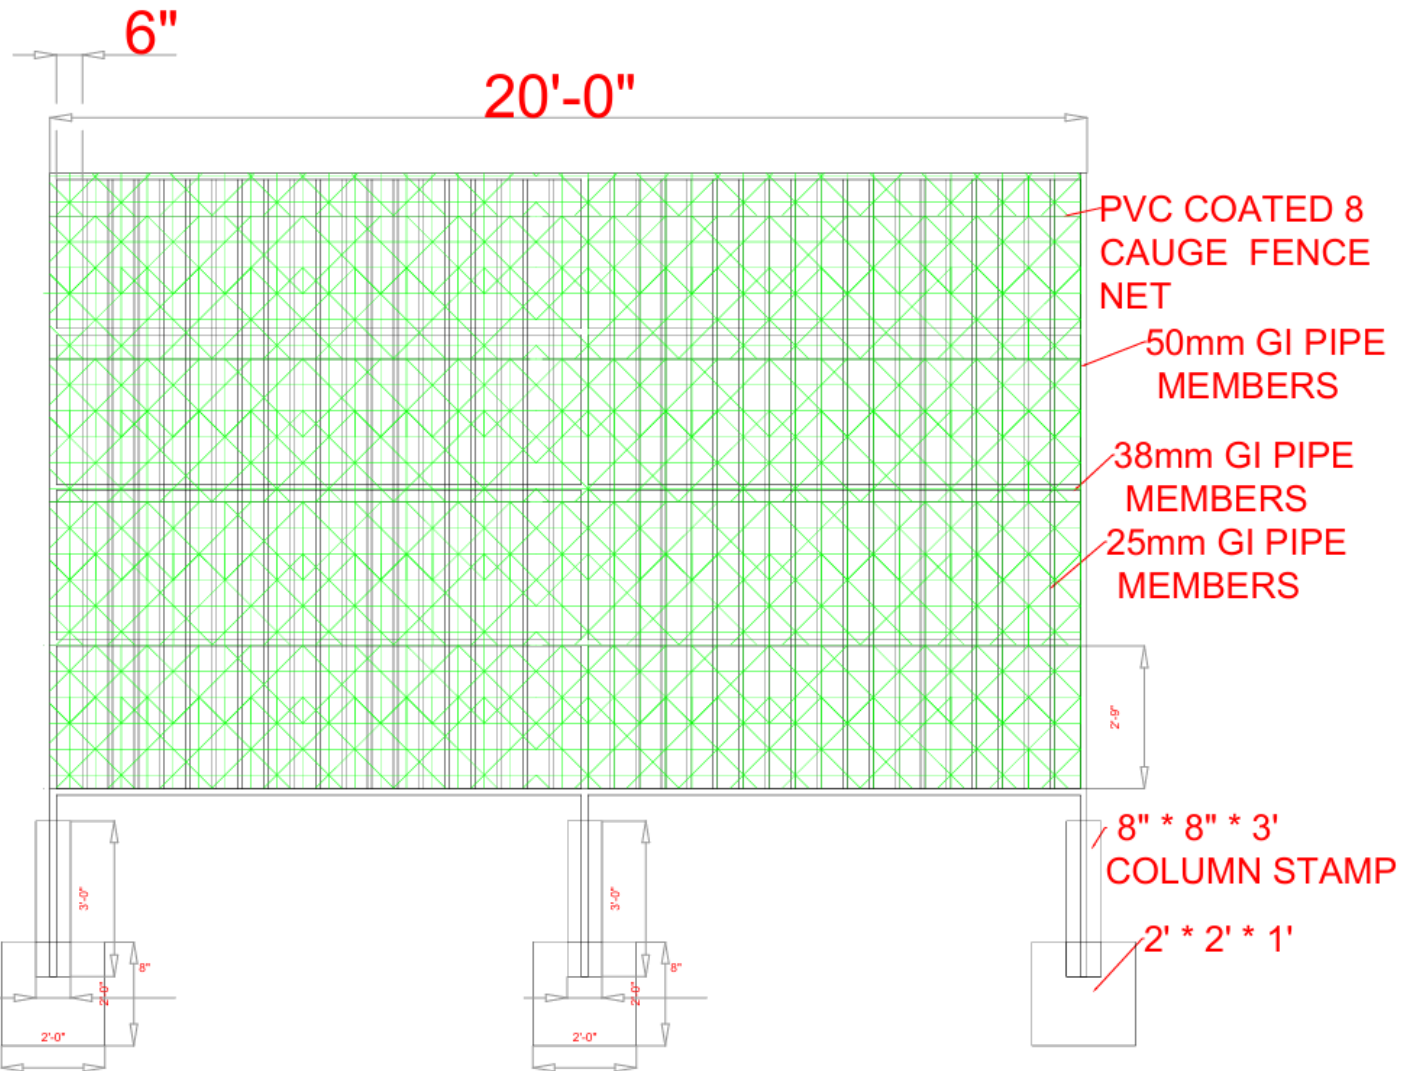 6"
20'-0"
PVC COATED 8
CAUGE FENCE
NET
50mm GI PIPE
MEMBERS
38mm GI PIPE
MEMBERS
25mm GI PIPE
MEMBERS
2'-9"
8" * 8" * 3'
COLUMN STAMP
3'-0"
3'-0"
2' * 2' * 1'
8"
8"
2'-0"
2'-0"
2'-0"
2'-0"